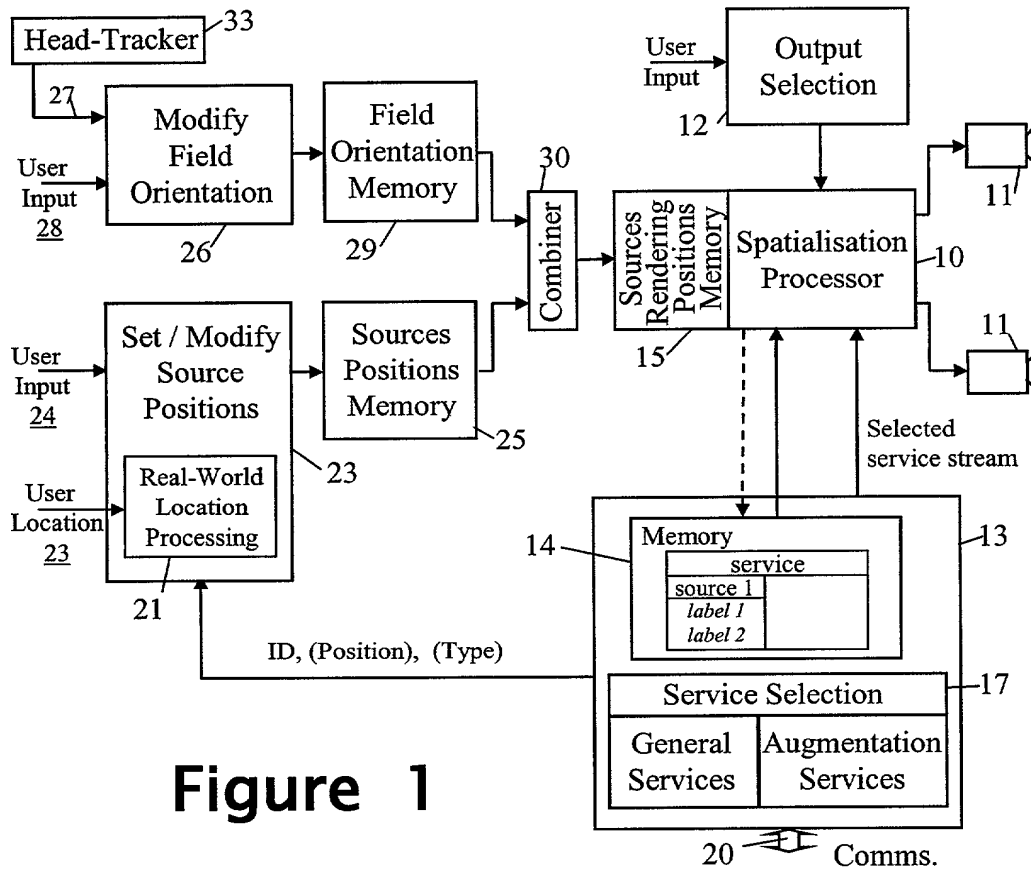 Head-Tracker
33
27
Modify
Field
Orientation
User
Input
28
26
Field
Orientation
Memory
29
30
Combiner
User
Input
12
Output
Selection
11
Sources
Rendering
Positions
Memory
15
Spatialisation
Processor
10
11
Set / Modify
Source
Positions
User
Input
24
Sources
Positions
Memory
25
23
User
Location
23
Real-World
Location
Processing
21
Selected
service stream
14
Memory
service
source 1
label 1
label 2
13
ID, (Position), (Type)
17
Service Selection
General
Services
Augmentation
Services
20
Comms.
Figure 1